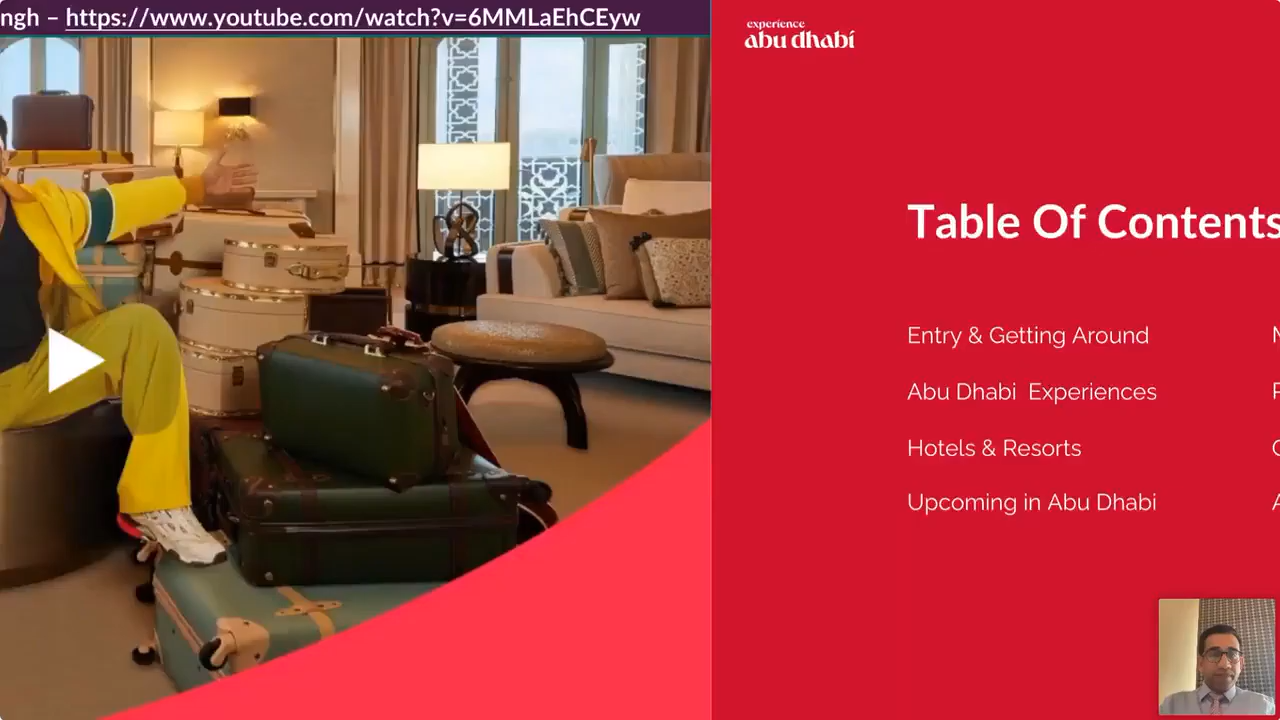 ngh – https://www.youtube.com/watch?v=6MMLaEhCEyw
experience
abu dhabi
Table Of Contents
Entry & Getting Around
Abu Dhabi  Experiences
Hotels & Resorts
Upcoming in Abu Dhabi